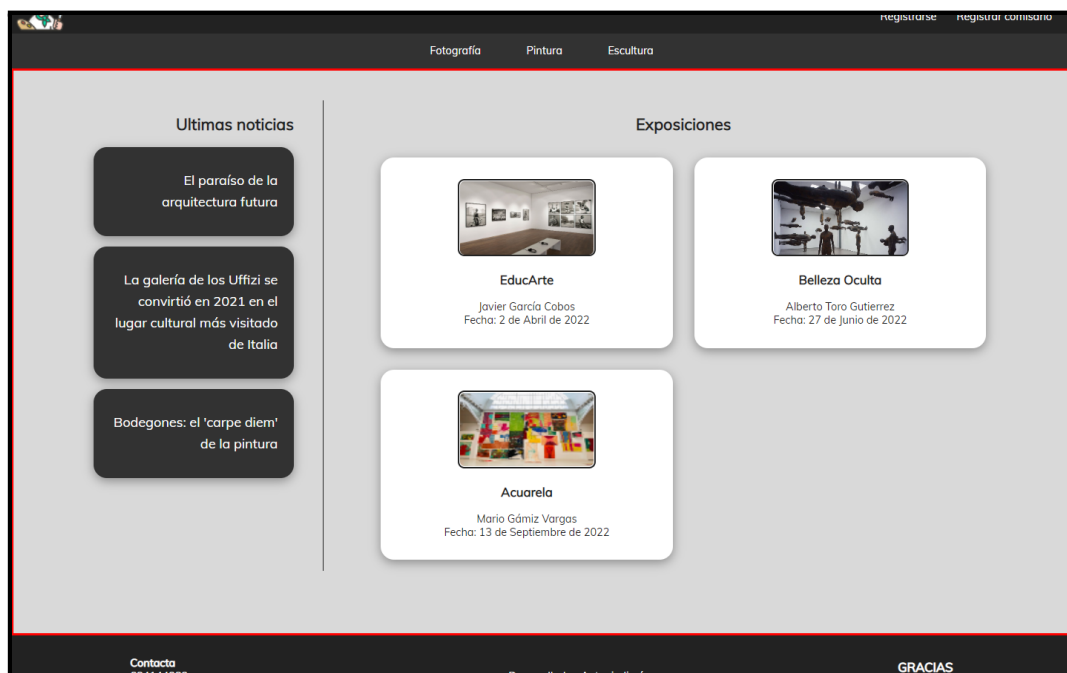 Registrarse Registrar comisario
Fotografía Pintura Escultura
Ultimas noticias
El paraíso de la
arquitectura futura
La galería de los Uffizi se
convirtió en 2021 en el
lugar cultural más visitado
de Italia
Bodegones: el 'carpe diem'
de la pintura
Exposiciones
EducArte
Javier García Cobos
Fecha: 2 de Abril de 2022
Belleza Oculta
Alberto Toro Gutierrez
Fecha: 27 de Junio de 2022
Acuarela
Mario Gámiz Vargas
Fecha: 13 de Septiembre de 2022
Contacta
GRACIAS